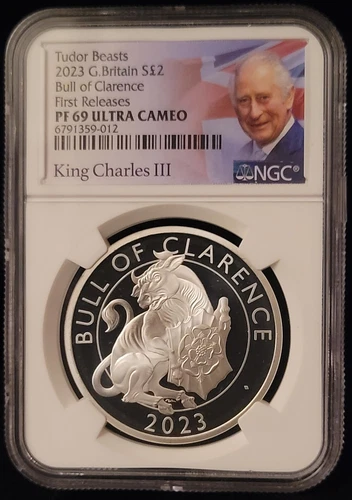 Tudor Beasts
2023 G.Britain S£2
Bull of Clarence
First Releases
PF 69 ULTRA CAMEO
6791359-012
King Charles III
NGC®
BULL OF CLARENCE
2023